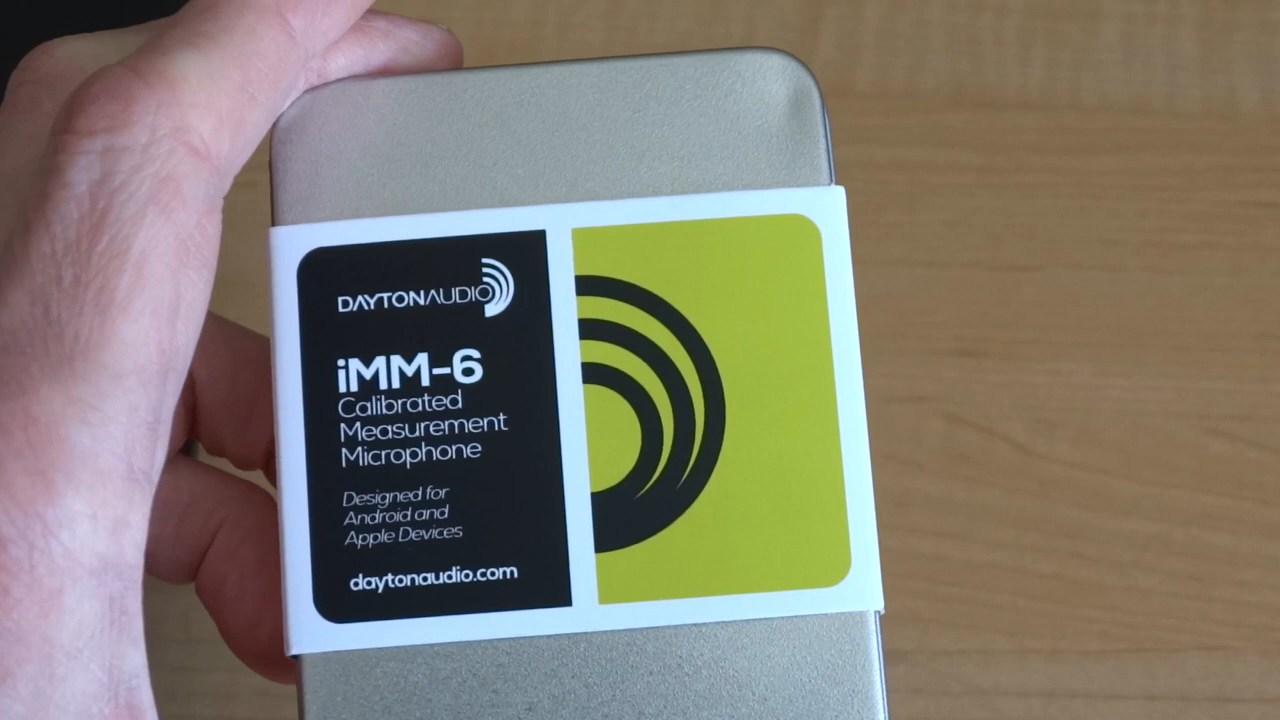 DAYTONAUDIO
iMM-6
Calibrated
Measurement
Microphone
Designed for
Android and
Apple Devices
daytonaudio.com